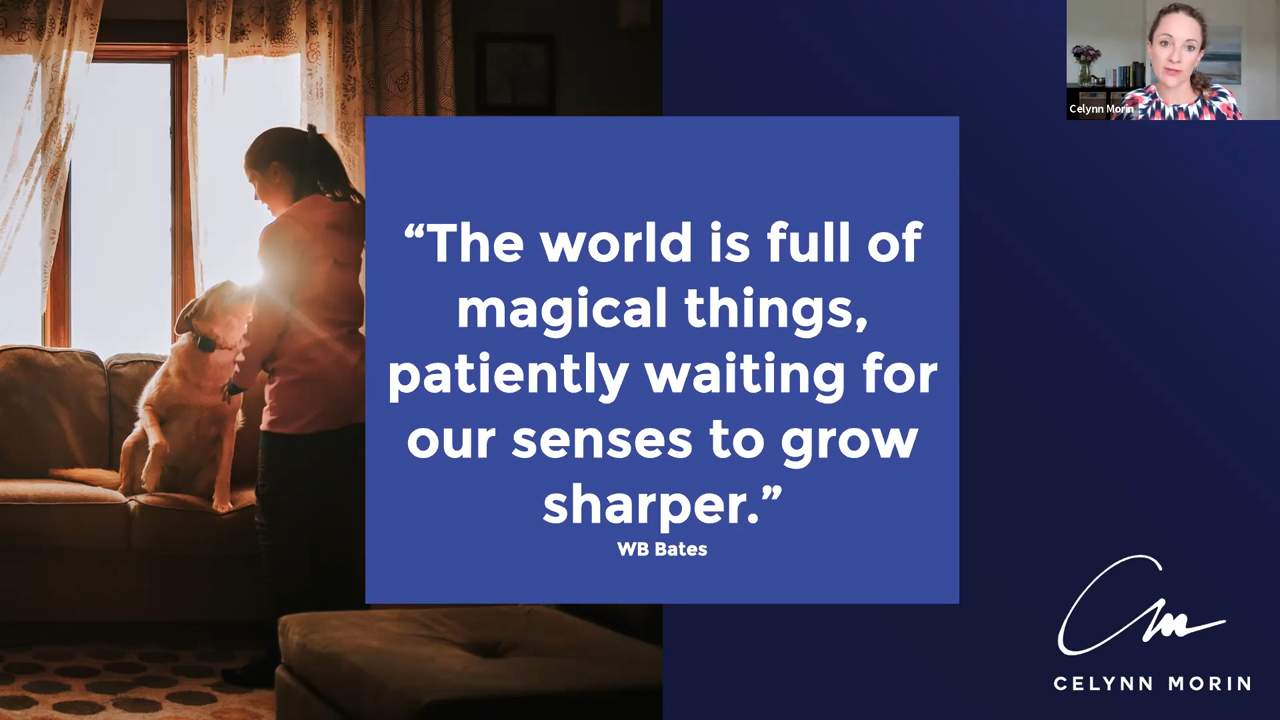 Celynn Morin
“The world is full of
magical things,
patiently waiting for
our senses to grow
sharper.”
WB Bates
Cm
CELYNN MORIN